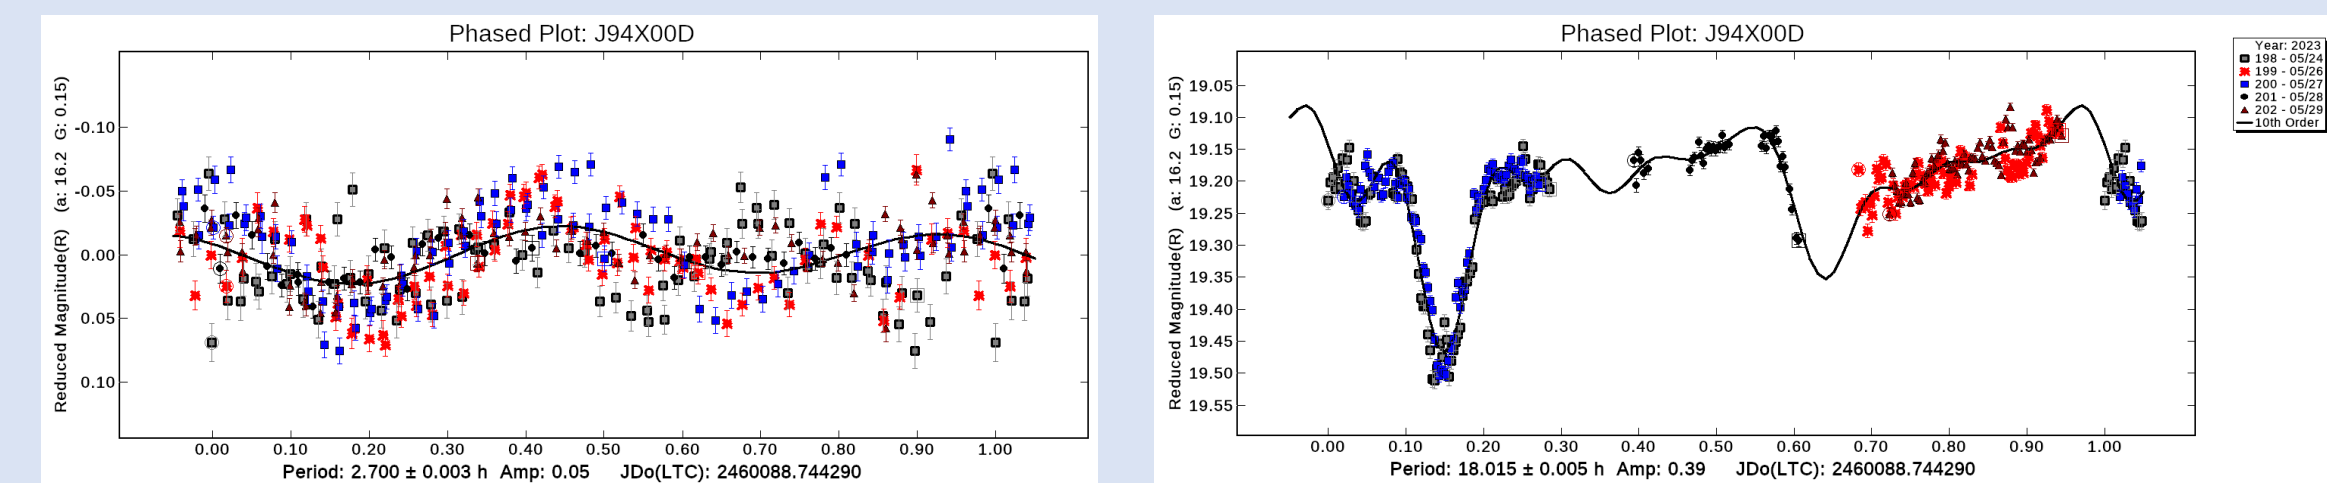 Phased Plot: J94X00D
Reduced Magnitude(R) (a: 16.2 G: 0.15)
-0.10
-0.05
0.00
0.05
0.10
0.00 0.10 0.20 0.30 0.40 0.50 0.60 0.70 0.80 0.90 1.00
Period: 2.700 ± 0.003 h Amp: 0.05 JDo(LTC): 2460088.744290
Phased Plot: J94X00D
Reduced Magnitude(R) (a: 16.2 G: 0.15)
19.05
19.10
19.15
19.20
19.25
19.30
19.35
19.40
19.45
19.50
19.55
0.00 0.10 0.20 0.30 0.40 0.50 0.60 0.70 0.80 0.90 1.00
Period: 18.015 ± 0.005 h Amp: 0.39 JDo(LTC): 2460088.744290
Year: 2023
198 - 05/24
199 - 05/26
200 - 05/27
201 - 05/28
202 - 05/29
10th Order